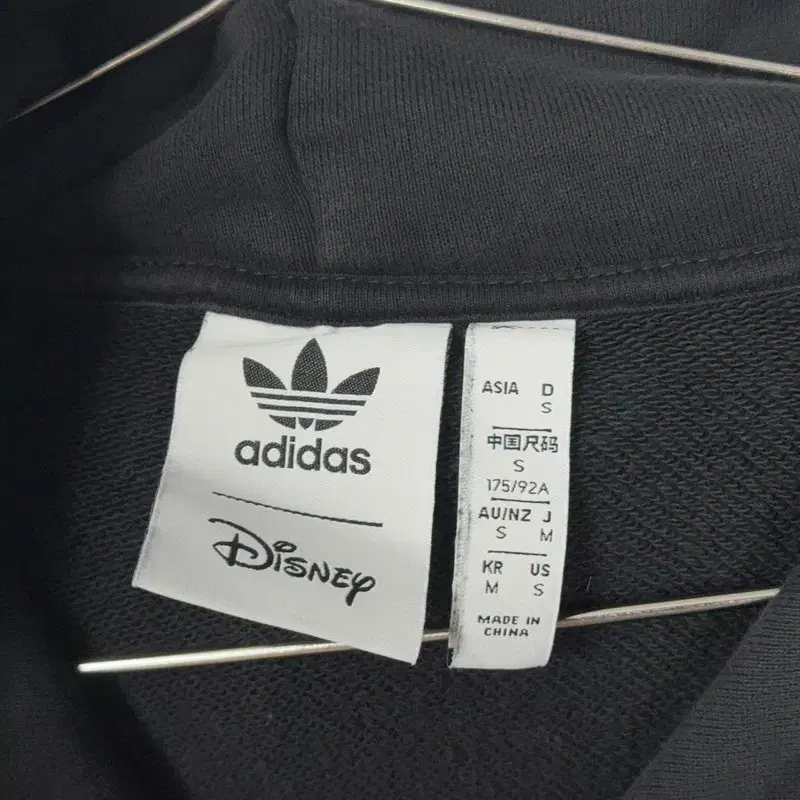 adidas
Disney
ASIA D
S
中国尺码
S
175/92A
AU/NZ J
S M
KR US
M S
MADE IN
CHINA